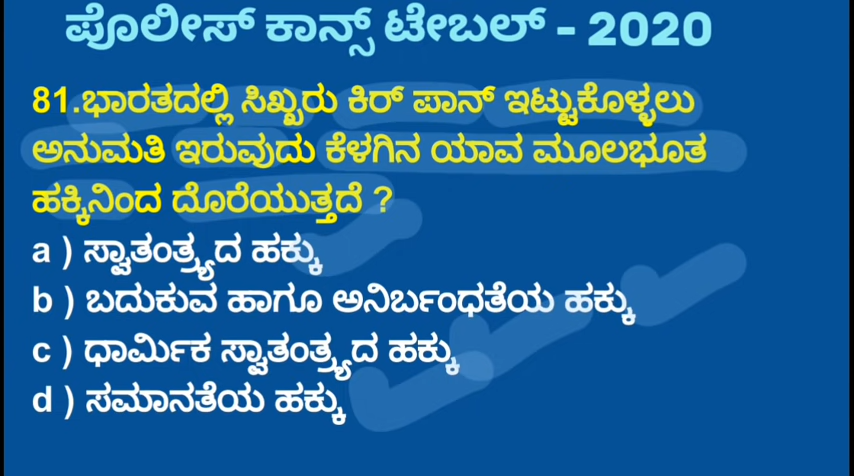 ಪೊಲೀಸ್ ಕಾನ್ಸ್ ಟೇಬಲ್ - 2020
81.ಭಾರತದಲ್ಲಿ ಸಿಖ್ಖರು ಕಿರ್ ಪಾನ್ ಇಟ್ಟುಕೊಳ್ಳಲು
ಅನುಮತಿ ಇರುವುದು ಕೆಳಗಿನ ಯಾವ ಮೂಲಭೂತ
ಹಕ್ಕಿನಿಂದ ದೊರೆಯುತ್ತದೆ ?
a ) ಸ್ವಾತಂತ್ರ್ಯದ ಹಕ್ಕು
b ) ಬದುಕುವ ಹಾಗೂ ಅನಿರ್ಬಂಧತೆಯ ಹಕ್ಕು
c ) ಧಾರ್ಮಿಕ ಸ್ವಾತಂತ್ರ್ಯದ ಹಕ್ಕು
d ) ಸಮಾನತೆಯ ಹಕ್ಕು